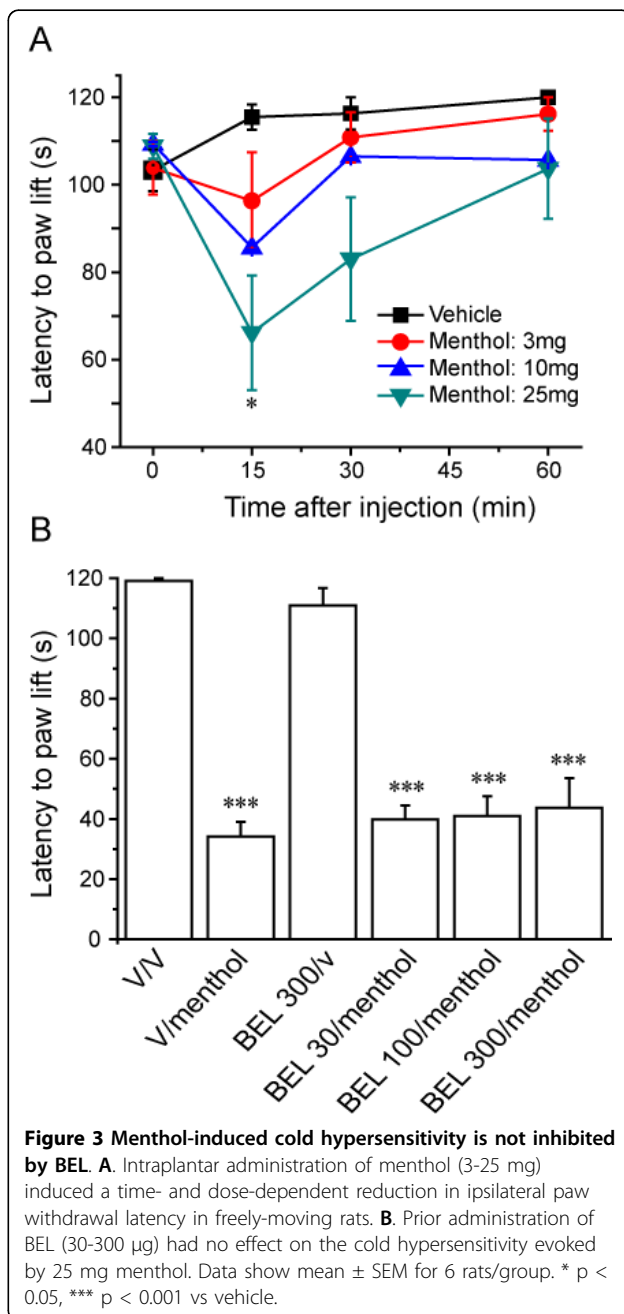 A
Latency to paw lift (s)
120
100
80
60
40
*
Vehicle
Menthol: 3mg
Menthol: 10mg
Menthol: 25mg
0
15
30
45
60
Time after injection (min)
B
Latency to paw lift (s)
120
100
80
60
40
20
0
***
***
***
***
V/V
V/menthol
BEL 300/v
BEL 30/menthol
BEL 100/menthol
BEL 300/menthol
Figure 3 Menthol-induced cold hypersensitivity is not inhibited
by BEL. A. Intraplantar administration of menthol (3-25 mg)
induced a time- and dose-dependent reduction in ipsilateral paw
withdrawal latency in freely-moving rats. B. Prior administration of
BEL (30-300 μg) had no effect on the cold hypersensitivity evoked
by 25 mg menthol. Data show mean ± SEM for 6 rats/group. * p <
0.05, *** p < 0.001 vs vehicle.